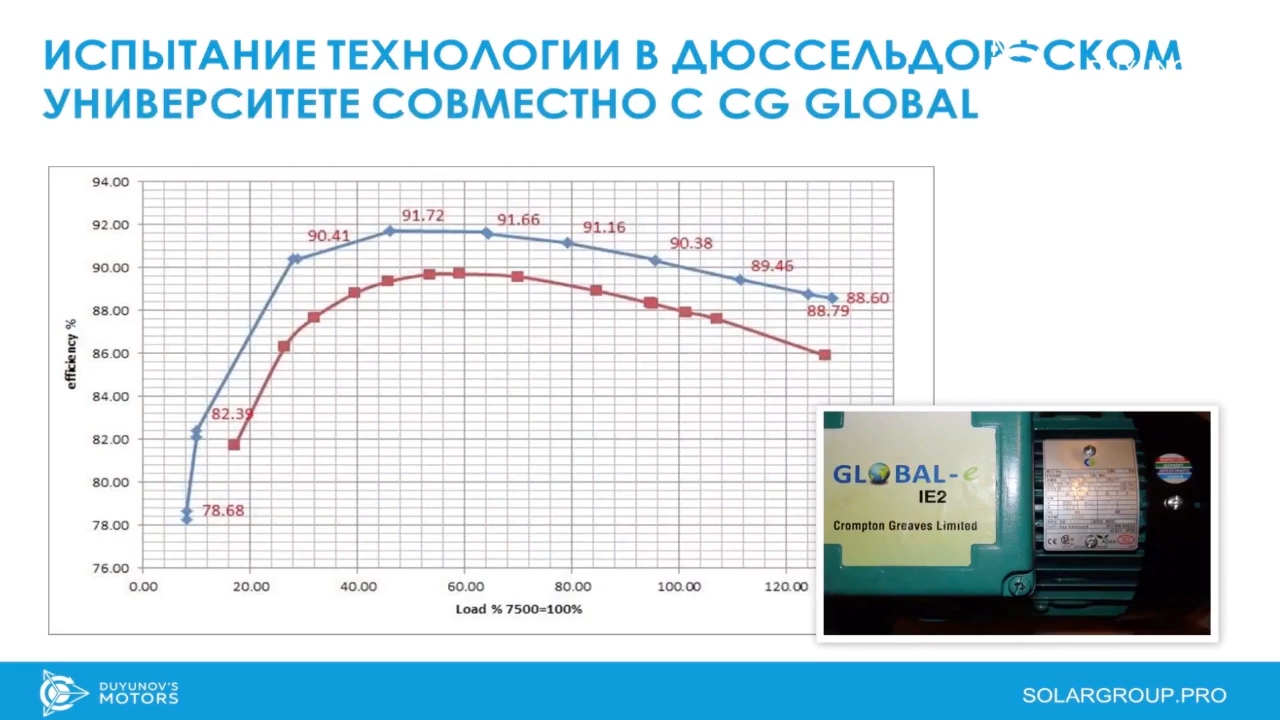 ИСПЫТАНИЕ ТЕХНОЛОГИИ В ДЮССЕЛЬДОРФСКОМ
УНИВЕРСИТЕТЕ СОВМЕСТНО С CG GLOBAL
94.00
92.00
90.00
88.00
86.00
84.00
82.00
80.00
78.00
76.00
efficiency %
78.68
82.39
90.41
91.72
91.66
91.16
90.38
89.46
88.60
88.79
0.00 20.00 40.00 60.00 80.00 100.00 120.00
Load % 7500=100%
GLOBAL-e
IE2
Crompton Greaves Limited
DUYUNOV'S
MOTORS
SOLARGROUP.PRO